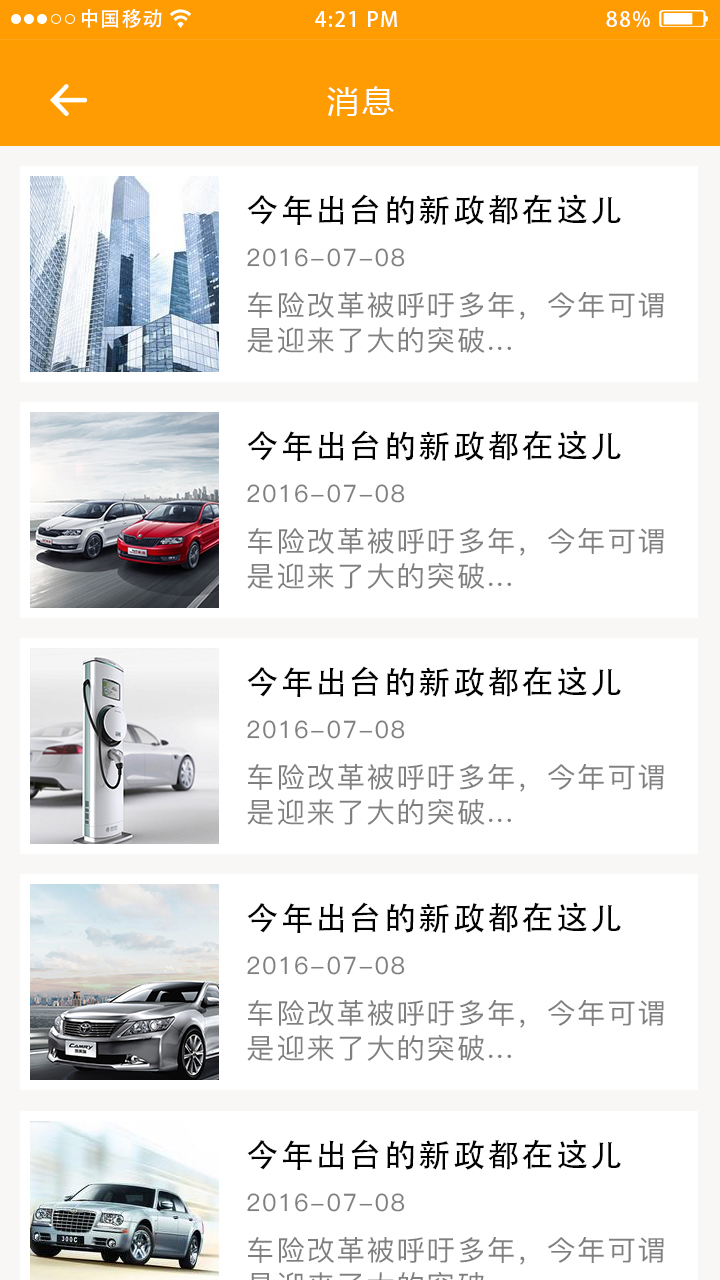 中国移动 4:21 PM 88%
消息
今年出台的新政都在这儿
2016-07-08
车险改革被呼吁多年，今年可谓
是迎来了大的突破...
今年出台的新政都在这儿
2016-07-08
车险改革被呼吁多年，今年可谓
是迎来了大的突破...
今年出台的新政都在这儿
2016-07-08
车险改革被呼吁多年，今年可谓
是迎来了大的突破...
今年出台的新政都在这儿
2016-07-08
车险改革被呼吁多年，今年可谓
是迎来了大的突破...
CAMRY
今年出台的新政都在这儿
2016-07-08
车险改革被呼吁多年，今年可谓
300C